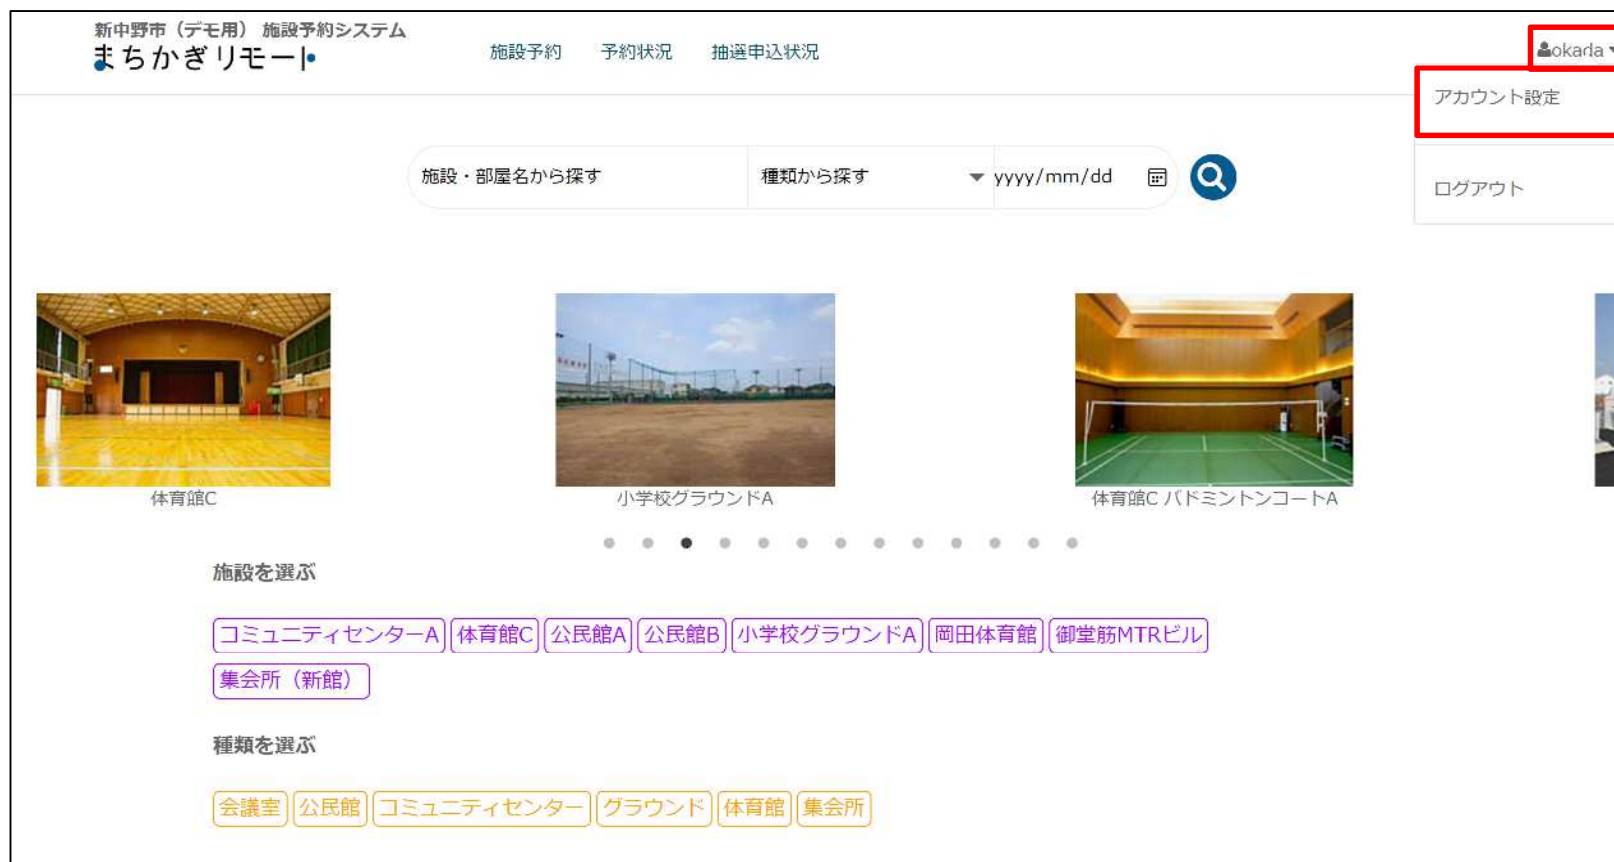 新中野市（デモ用） 施設予約システム
まちかぎリモート
施設予約 予約状況 抽選申込状況
okada
アカウント設定
ログアウト
施設・部屋名から探す 種類から探す yyyy/mm/dd
体育館C 小学校グラウンドA 体育館C バドミントンコートA
施設を選ぶ
コミュニティセンターA 体育館C 公民館A 公民館B 小学校グラウンドA 岡田体育館 御堂筋MTRビル
集会所（新館）
種類を選ぶ
会議室 公民館 コミュニティセンター グラウンド 体育館 集会所